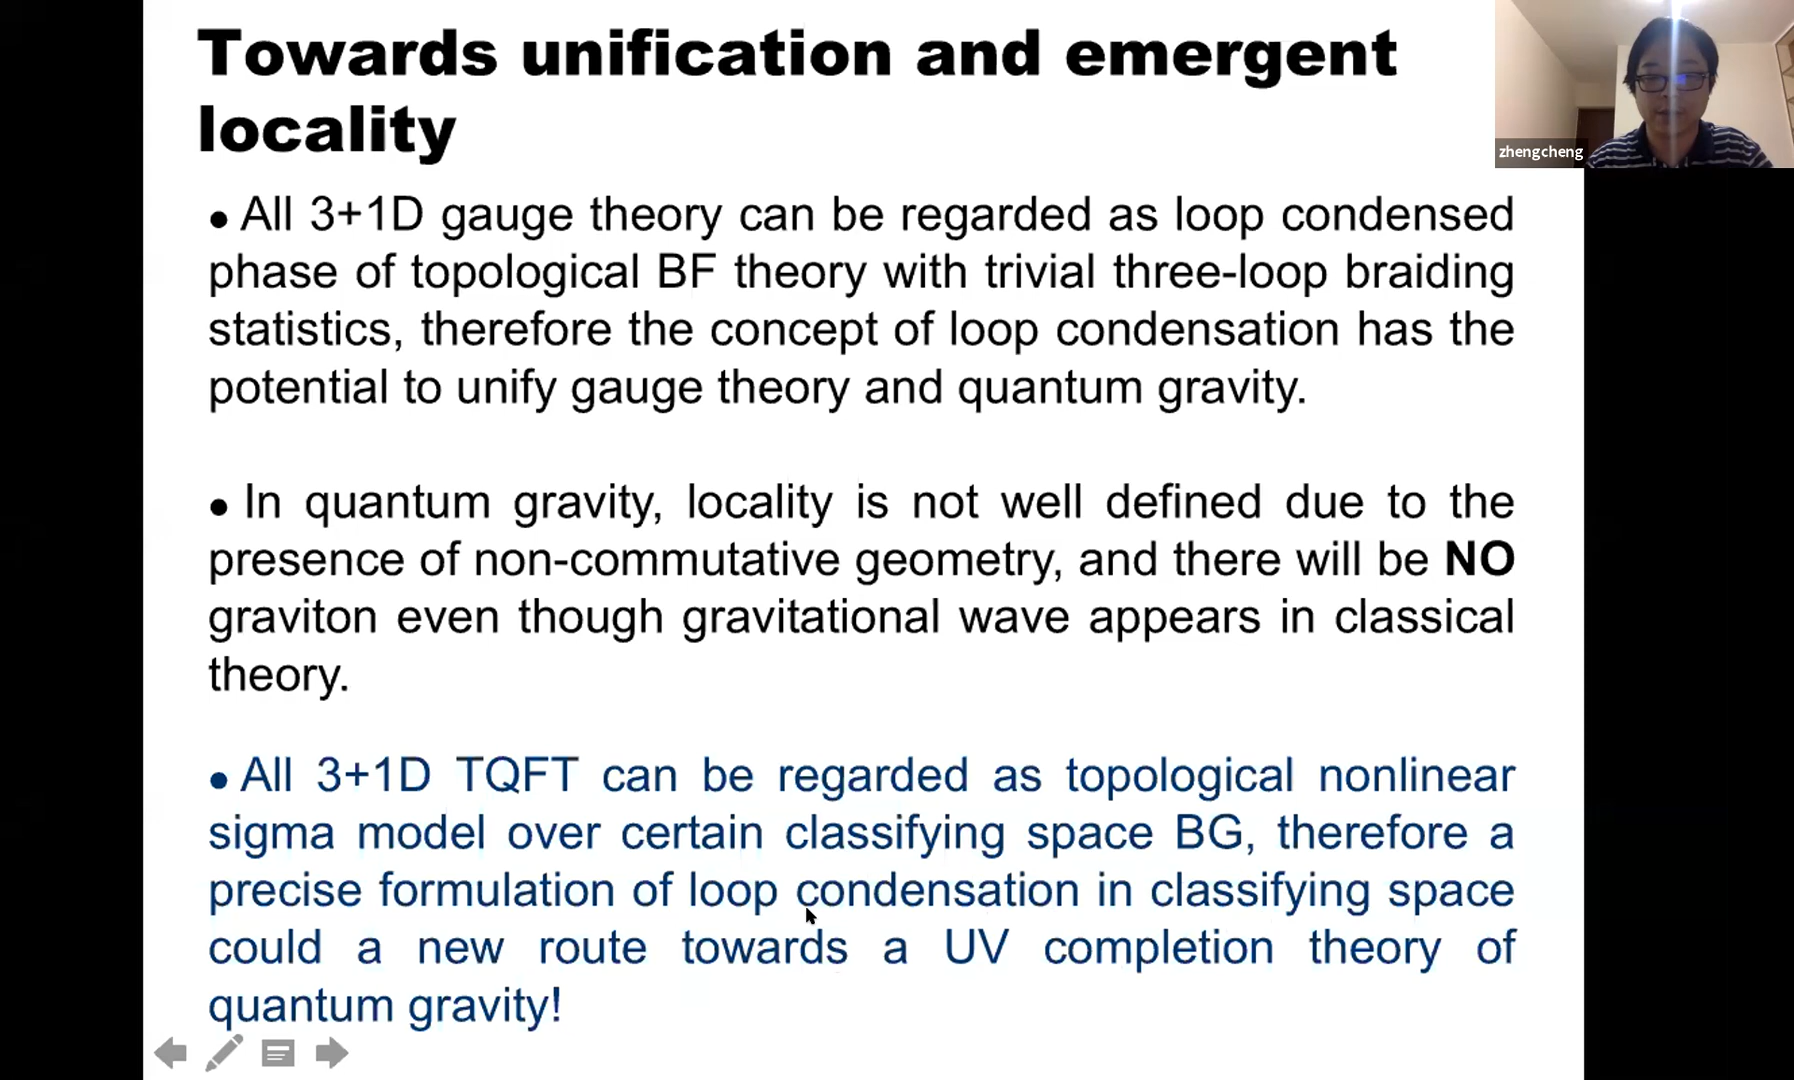 Towards unification and emergent
locality
zhengcheng
• All 3+1D gauge theory can be regarded as loop condensed
phase of topological BF theory with trivial three-loop braiding
statistics, therefore the concept of loop condensation has the
potential to unify gauge theory and quantum gravity.
• In quantum gravity, locality is not well defined due to the
presence of non-commutative geometry, and there will be NO
graviton even though gravitational wave appears in classical
theory.
• All 3+1D TQFT can be regarded as topological nonlinear
sigma model over certain classifying space BG, therefore a
precise formulation of loop condensation in classifying space
could a new route towards a UV completion theory of
quantum gravity!